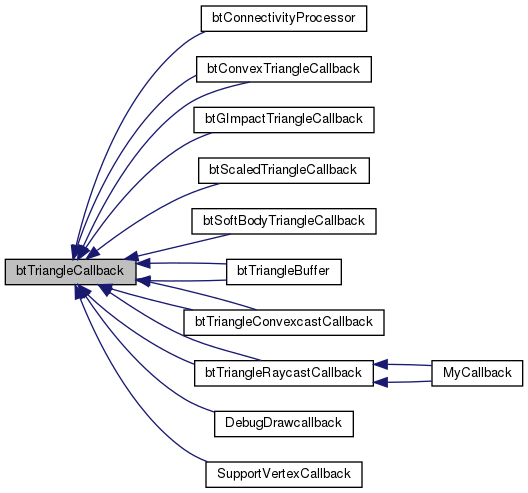 btConnectivityProcessor
btConvexTriangleCallback
btGImpactTriangleCallback
btScaledTriangleCallback
btSoftBodyTriangleCallback
btTriangleCallback
btTriangleBuffer
btTriangleConvexcastCallback
btTriangleRaycastCallback
MyCallback
DebugDrawcallback
SupportVertexCallback